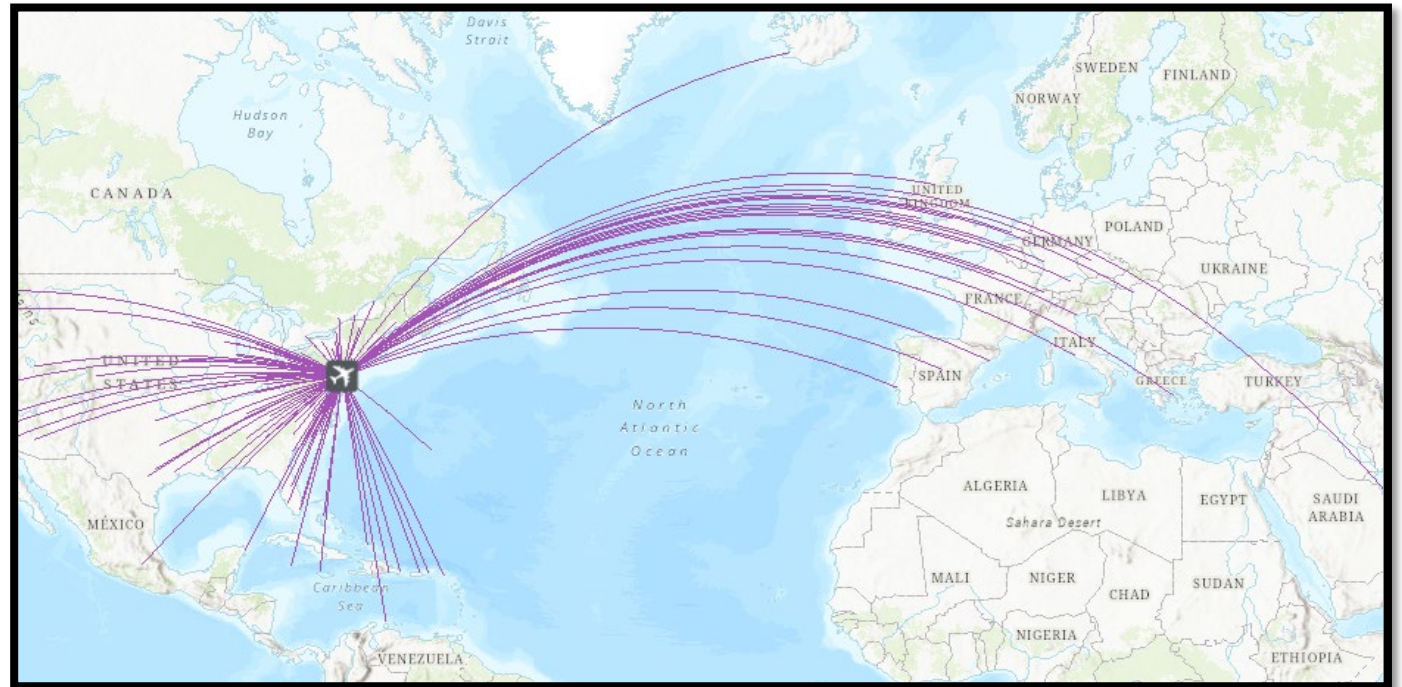 Davis
Strait
SWEDEN
FINLAND
NORWAY
Hudson
Bay
CANADA
UNITED
KINGDOM
POLAND
GERMANY
UKRAINE
FRANCE
UNITED
STATES
ITALY
SPAIN
GREECE
TURKEY
North
Atlantic
Ocean
ALGERIA
LIBYA
EGYPT
SAUDI
ARABIA
Sahara Desert
MÉXICO
MALI
NIGER
CHAD
SUDAN
Caribbean
Sea
NIGERIA
VENEZUELA
ETHIOPIA